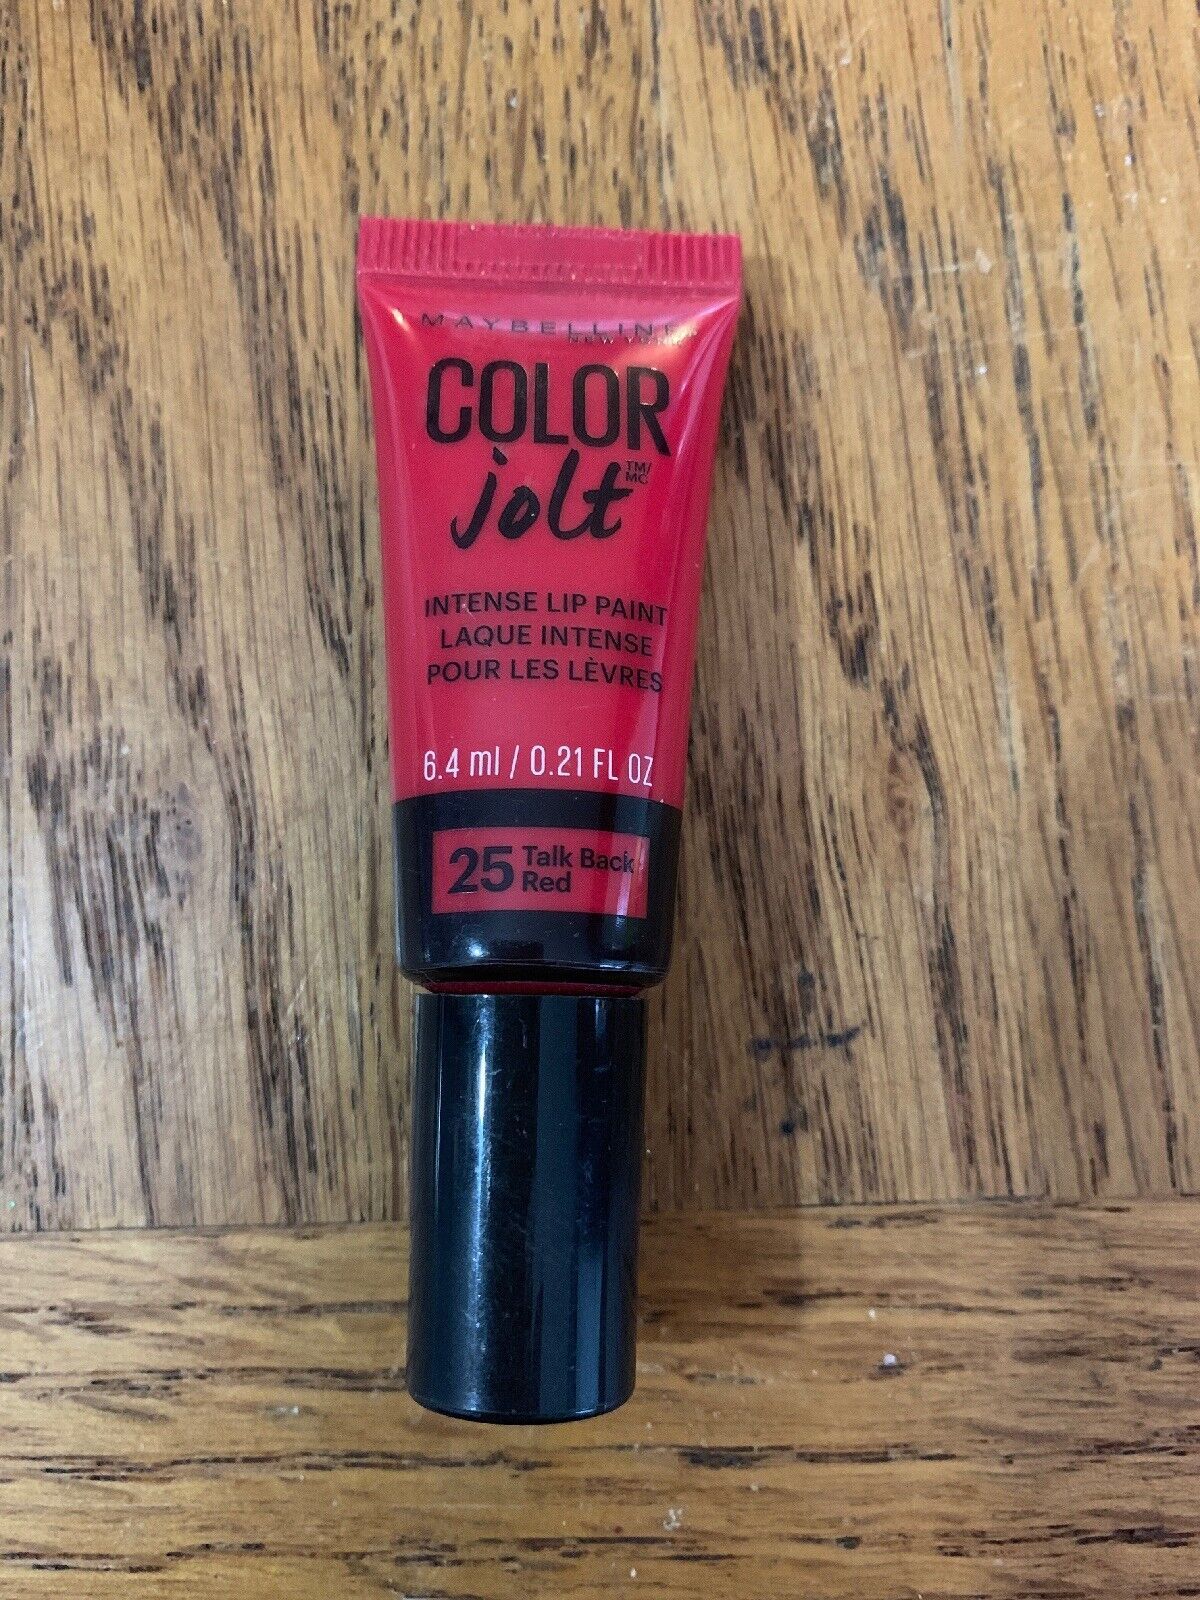 MAYBELLINE
NEW YORK
COLOR
jolt TM/
MC
INTENSE LIP PAINT
LAQUE INTENSE
POUR LES LÈVRES
6.4 ml / 0.21 FL OZ
25 Talk Back
Red